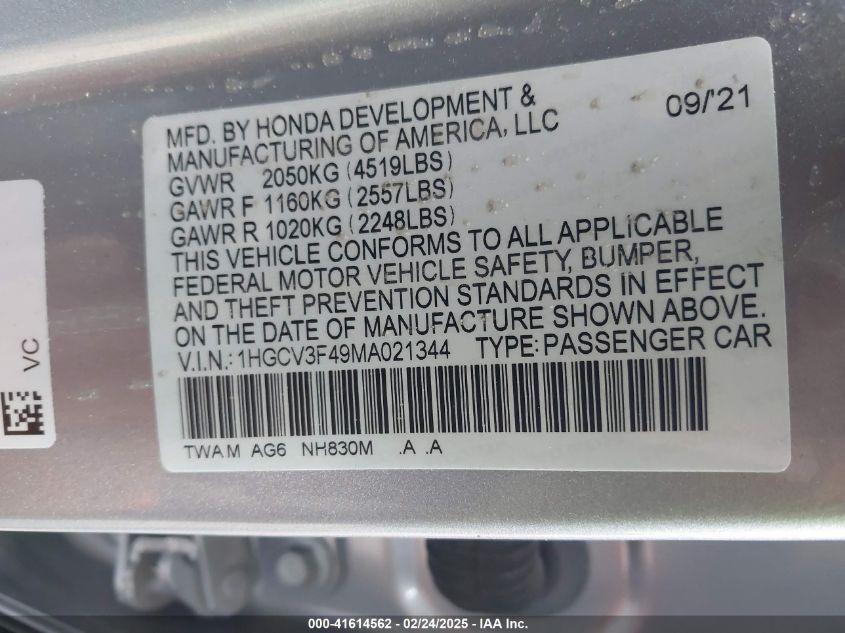 MFD. BY HONDA DEVELOPMENT &
MANUFACTURING OF AMERICA, LLC
09/'21
GVWR 2050KG (4519LBS)
GAWR F 1160KG (2557LBS)
GAWR R 1020KG (2248LBS)
THIS VEHICLE CONFORMS TO ALL APPLICABLE
FEDERAL MOTOR VEHICLE SAFETY, BUMPER,
AND THEFT PREVENTION STANDARDS IN EFFECT
ON THE DATE OF MANUFACTURE SHOWN ABOVE.
V.I.N.: 1HGCV3F49MA021344 TYPE: PASSENGER CAR
TWAM AG6 NH830M .A .A
VC
000-41614562 - 02/24/2025 - IAA Inc.